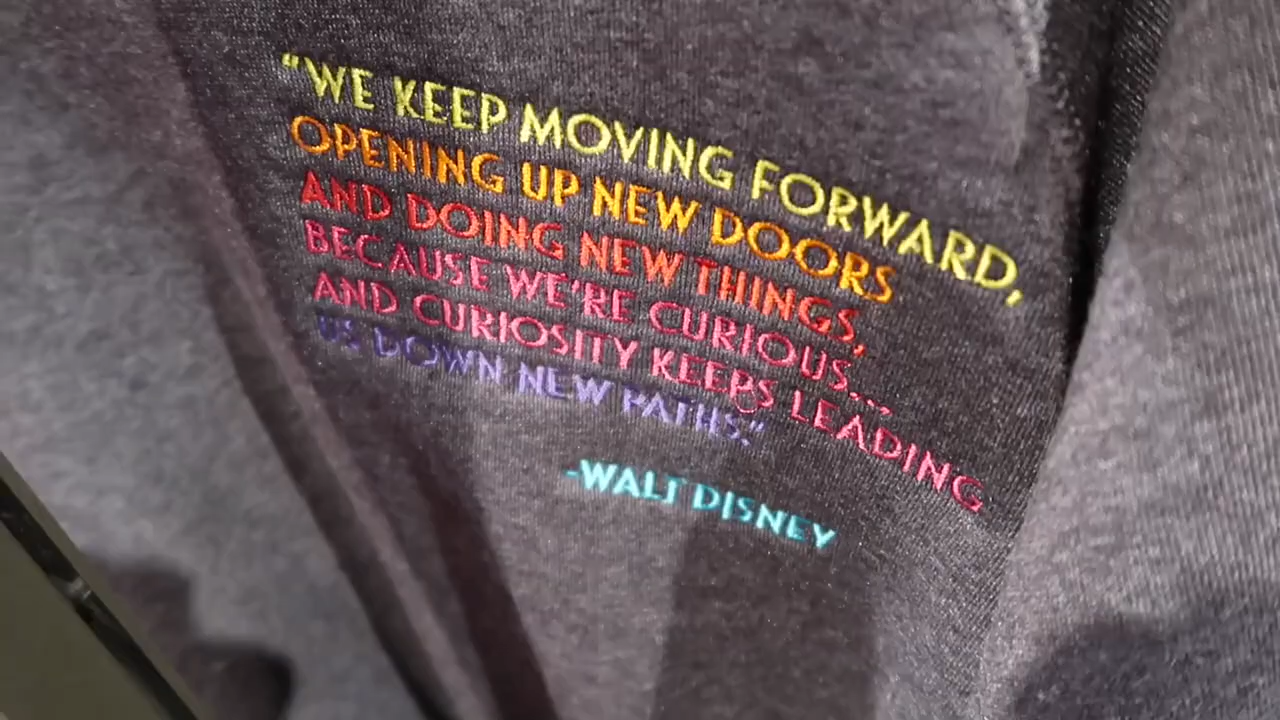 “WE KEEP MOVING FORWARD,
OPENING UP NEW DOORS
AND DOING NEW THINGS,
BECAUSE WE'RE CURIOUS...
AND CURIOSITY KEEPS LEADING
US DOWN NEW PATHS.”
-WALT DISNEY